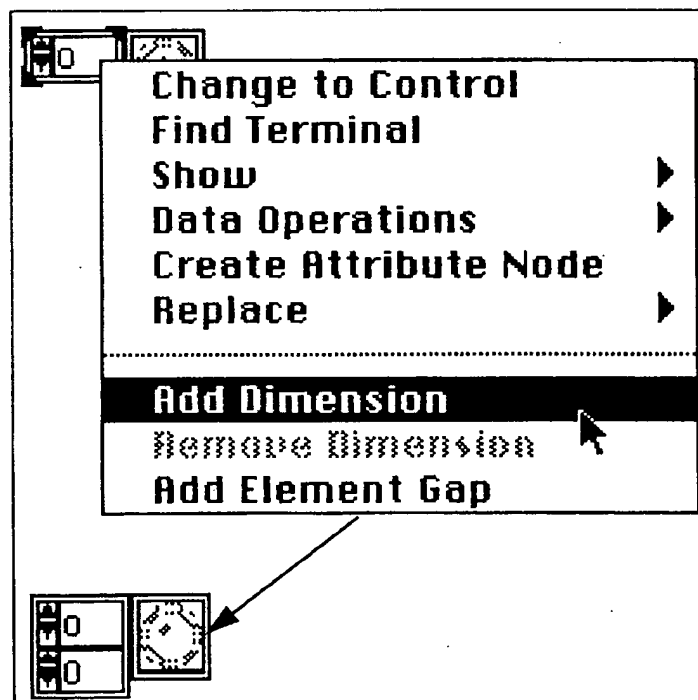 0
Change to Control
Find Terminal
Show
Data Operations
Create Attribute Node
Replace
Add Dimension
Remove Dimension
Add Element Gap
0
0